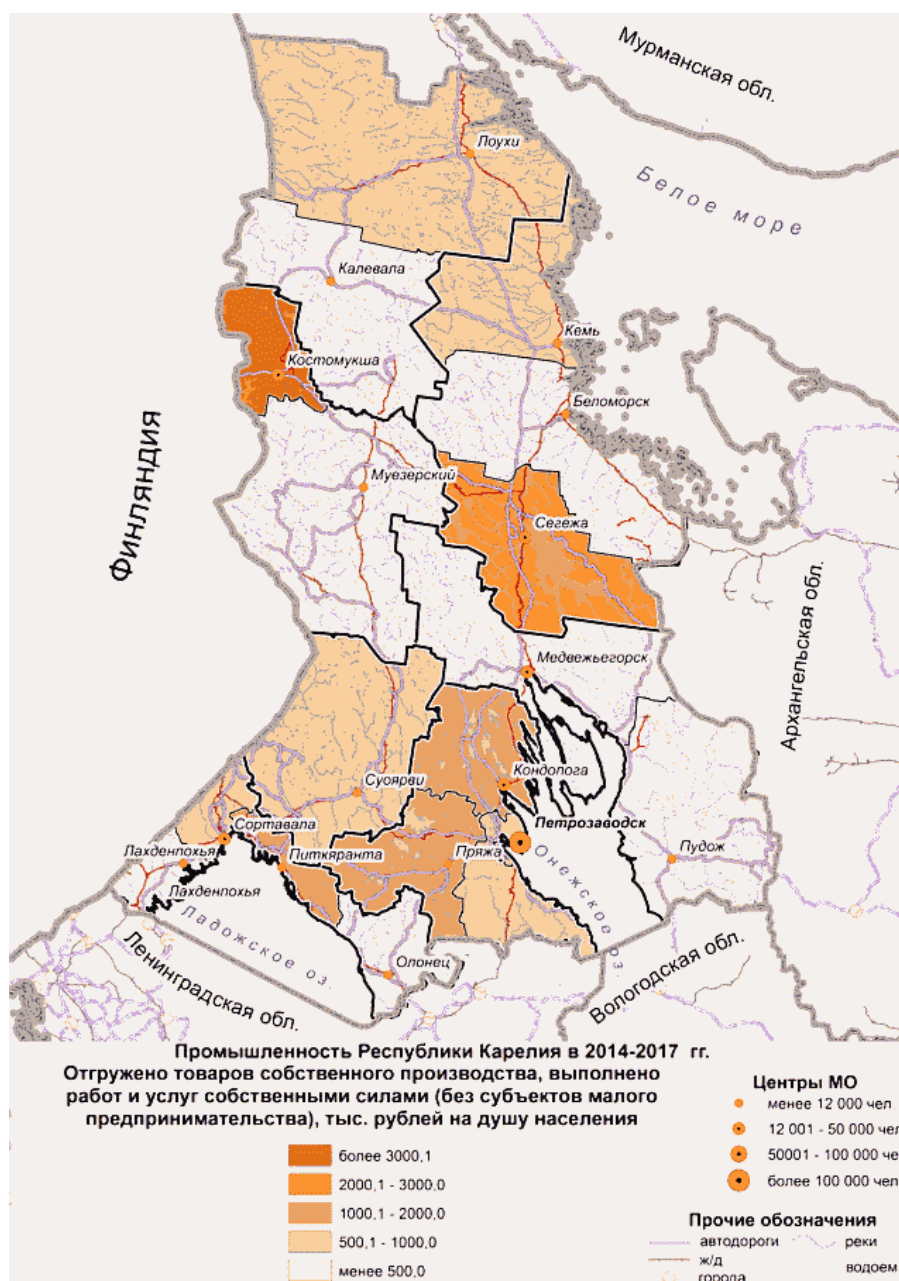 Мурманская обл.
Лоухи
Белое море
Калевала
Кемь
Костомукша
Беломорск
Финляндия
Муезерский
Сегежа
Архангельская обл.
Медвежьегорск
Кондопога
Суоярви
Петрозаводск
Сортавала
Лахденпохья
Питкяранта
Пряжа
Онежское оз.
Пудож
Лахденпохья
Ладожское оз.
Олонец
Ленинградская обл.
Вологодская обл.
Промышленность Республики Карелия в 2014-2017 гг.
Отгружено товаров собственного производства, выполнено
работ и услуг собственными силами (без субъектов малого
предпринимательства), тыс. рублей на душу населения
более 3000,1
2000,1 - 3000,0
1000,1 - 2000,0
500,1 - 1000,0
менее 500,0
Центры МО
менее 12 000 чел
12 001 - 50 000 чел
50001 - 100 000 чел
более 100 000 чел
Прочие обозначения
автодороги
реки
ж/д
водоем
города